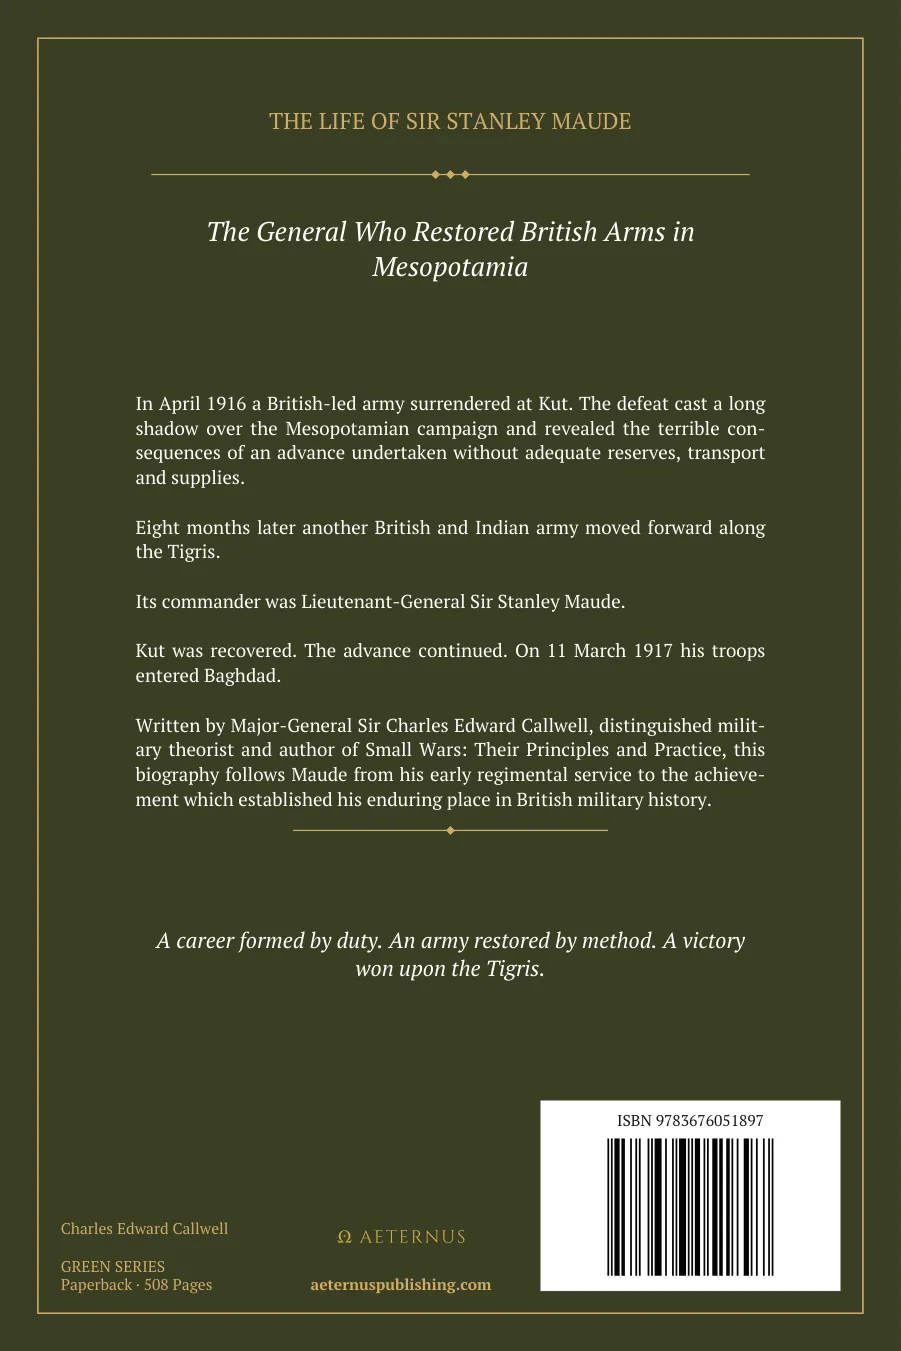 THE LIFE OF SIR STANLEY MAUDE
The General Who Restored British Arms in
Mesopotamia
In April 1916 a British-led army surrendered at Kut. The defeat cast a long
shadow over the Mesopotamian campaign and revealed the terrible con-
sequences of an advance undertaken without adequate reserves, transport
and supplies.
Eight months later another British and Indian army moved forward along
the Tigris.
Its commander was Lieutenant-General Sir Stanley Maude.
Kut was recovered. The advance continued. On 11 March 1917 his troops
entered Baghdad.
Written by Major-General Sir Charles Edward Callwell, distinguished milit-
ary theorist and author of Small Wars: Their Principles and Practice, this
biography follows Maude from his early regimental service to the achieve-
ment which established his enduring place in British military history.
A career formed by duty. An army restored by method. A victory
won upon the Tigris.
ISBN 9783676051897
Charles Edward Callwell
GREEN SERIES
Paperback · 508 Pages
Ω AETERNUS
aeternuspublishing.com